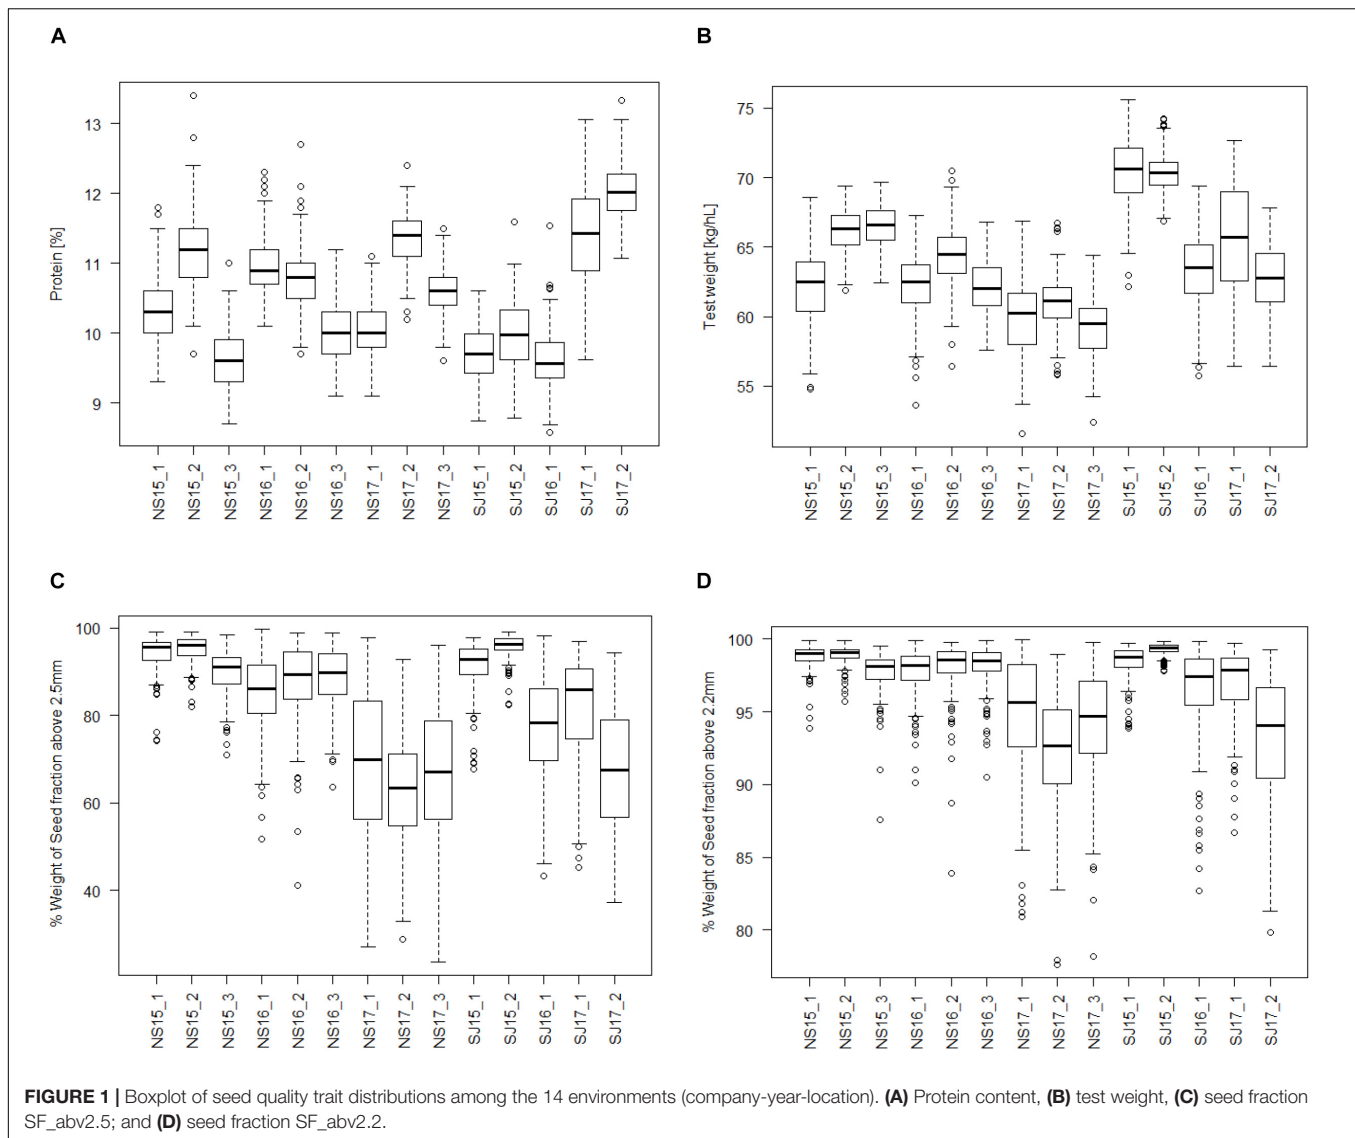 A
Protein [%]
13
12
11
10
9
NS15_1
NS15_2
NS15_3
NS16_1
NS16_2
NS16_3
NS17_1
NS17_2
NS17_3
SJ15_1
SJ15_2
SJ16_1
SJ17_1
SJ17_2
B
Test weight [kg/hL]
75
70
65
60
55
NS15_1
NS15_2
NS15_3
NS16_1
NS16_2
NS16_3
NS17_1
NS17_2
NS17_3
SJ15_1
SJ15_2
SJ16_1
SJ17_1
SJ17_2
C
% Weight of Seed fraction above 2.5mm
100
80
60
40
NS15_1
NS15_2
NS15_3
NS16_1
NS16_2
NS16_3
NS17_1
NS17_2
NS17_3
SJ15_1
SJ15_2
SJ16_1
SJ17_1
SJ17_2
D
% Weight of Seed fraction above 2.2mm
100
95
90
85
80
NS15_1
NS15_2
NS15_3
NS16_1
NS16_2
NS16_3
NS17_1
NS17_2
NS17_3
SJ15_1
SJ15_2
SJ16_1
SJ17_1
SJ17_2
FIGURE 1 | Boxplot of seed quality trait distributions among the 14 environments (company-year-location). (A) Protein content, (B) test weight, (C) seed fraction
SF_abv2.5; and (D) seed fraction SF_abv2.2.